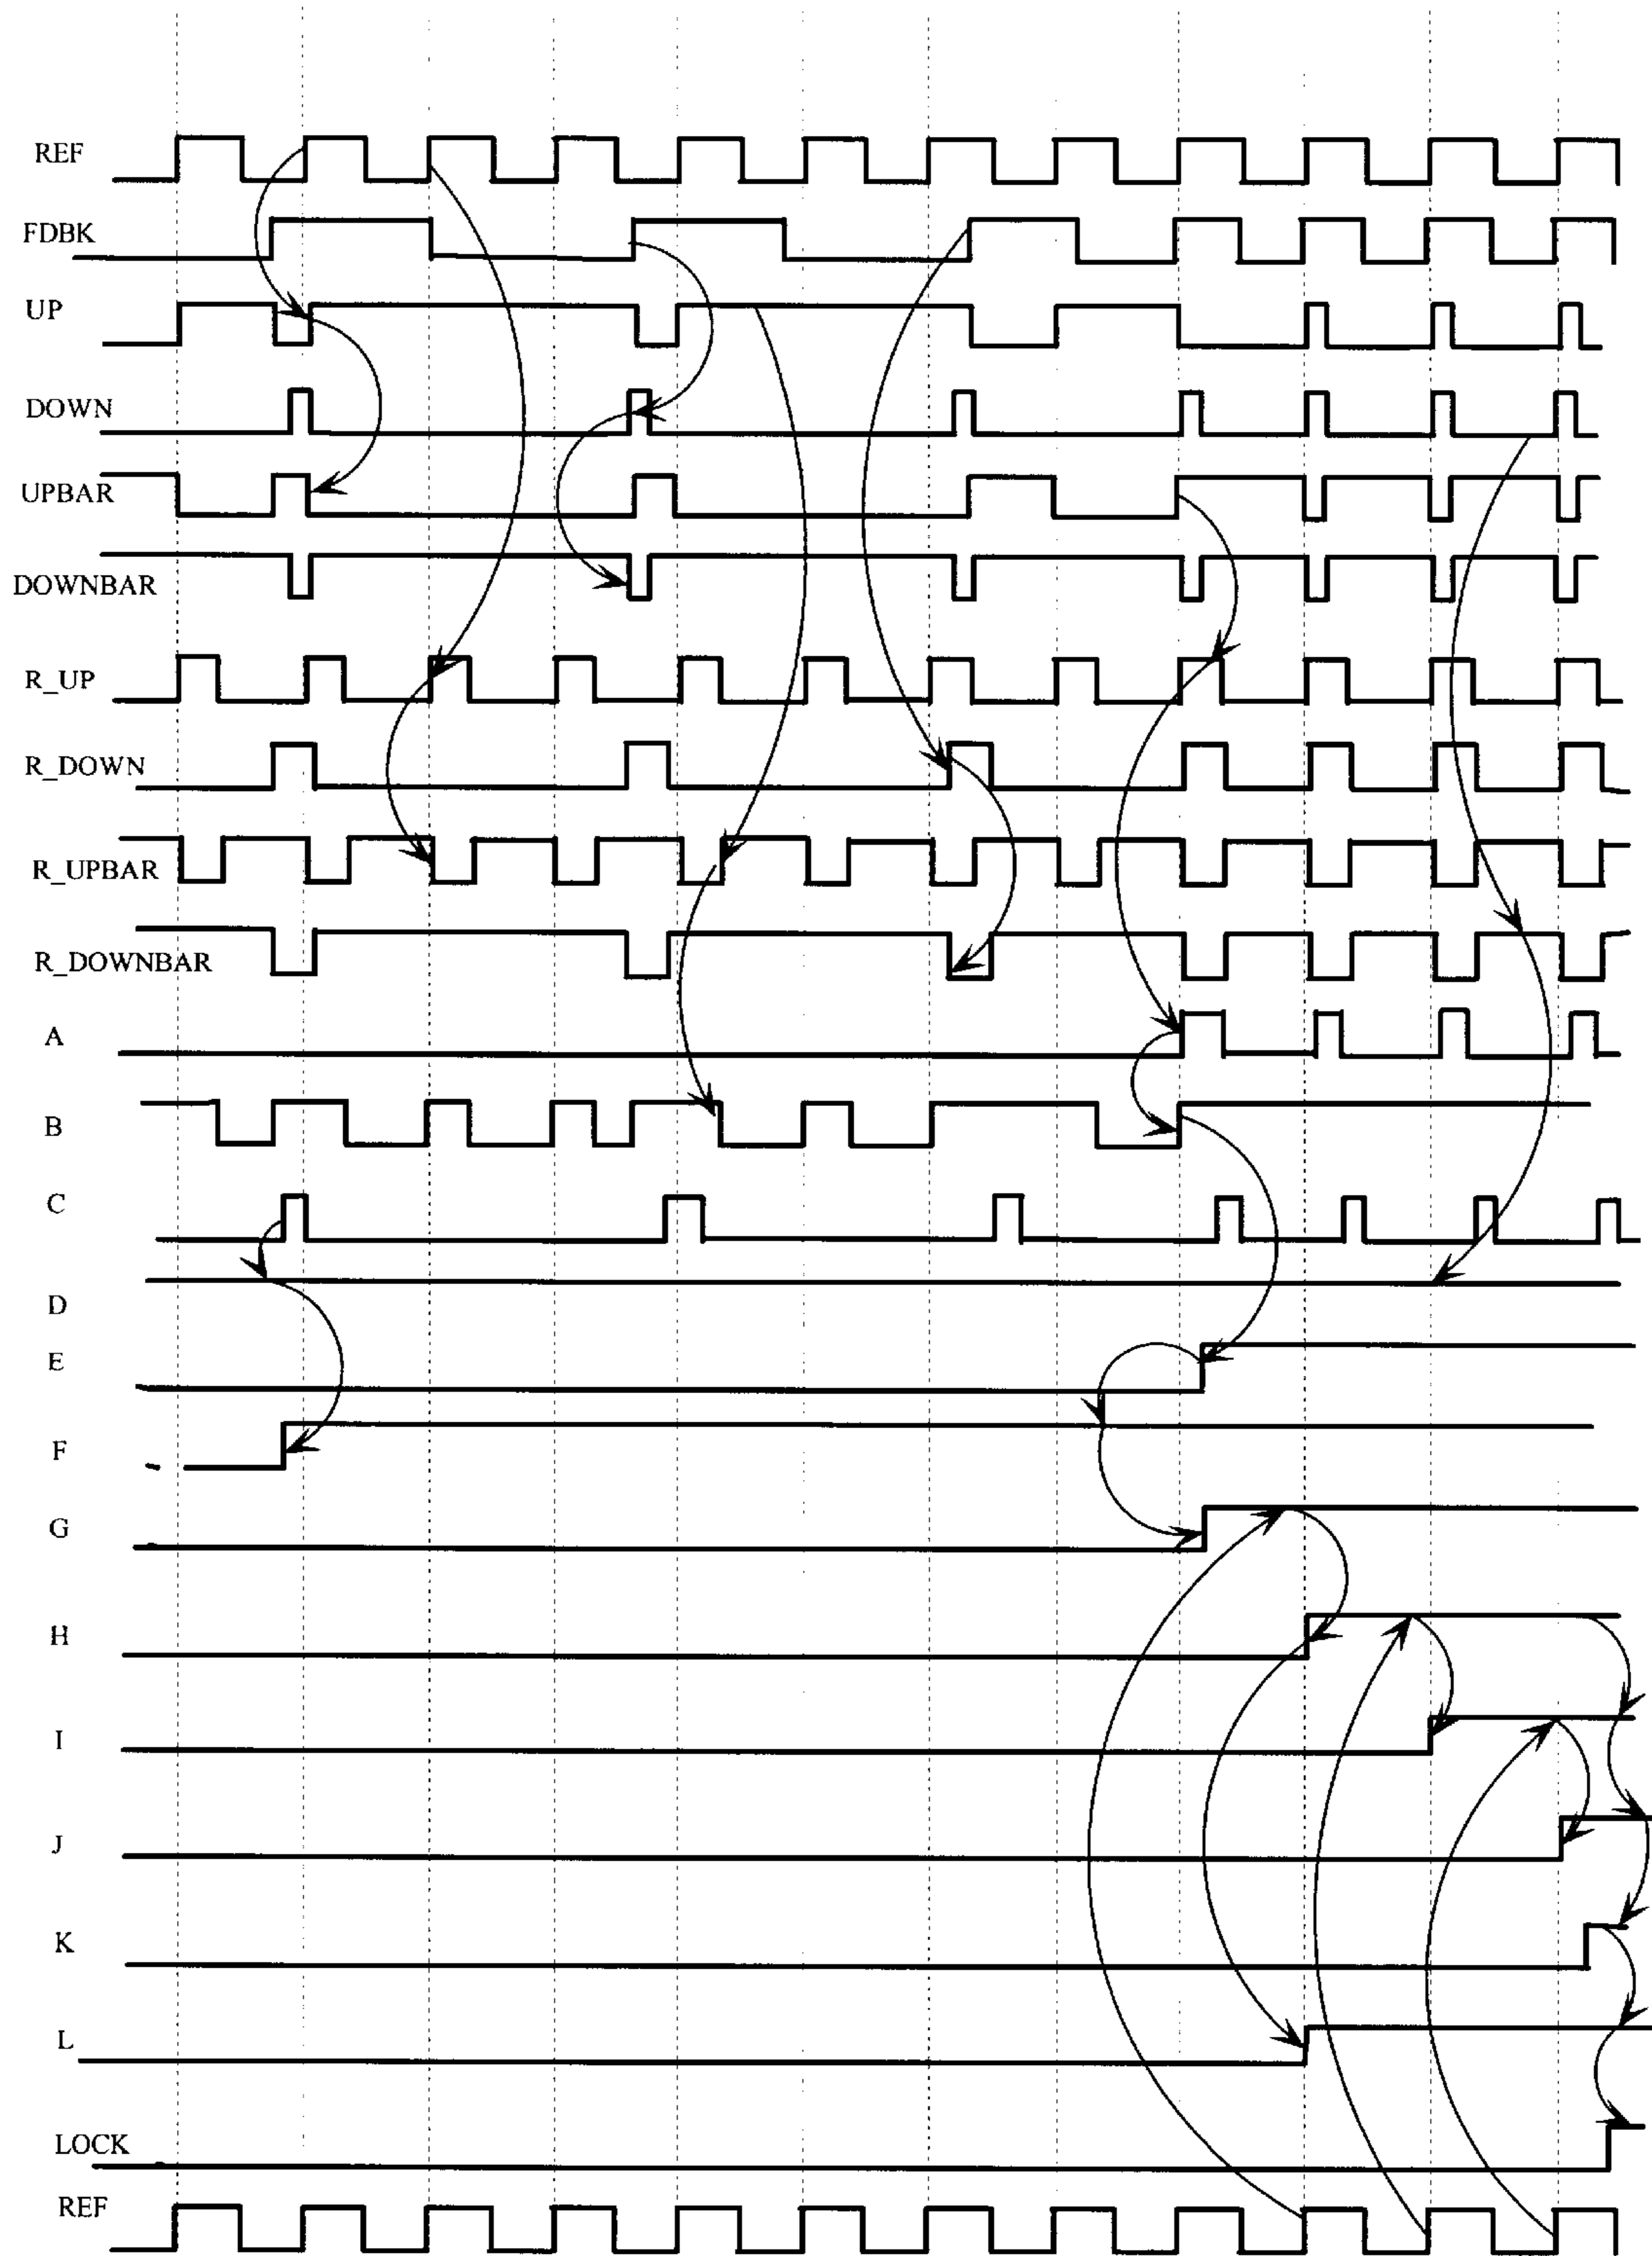 REF
FDBK
UP
DOWN
UPBAR
DOWNBAR
R_UP
R_DOWN
R_UPBAR
R_DOWNBAR
A
B
C
D
E
F
G
H
I
J
K
L
LOCK
REF